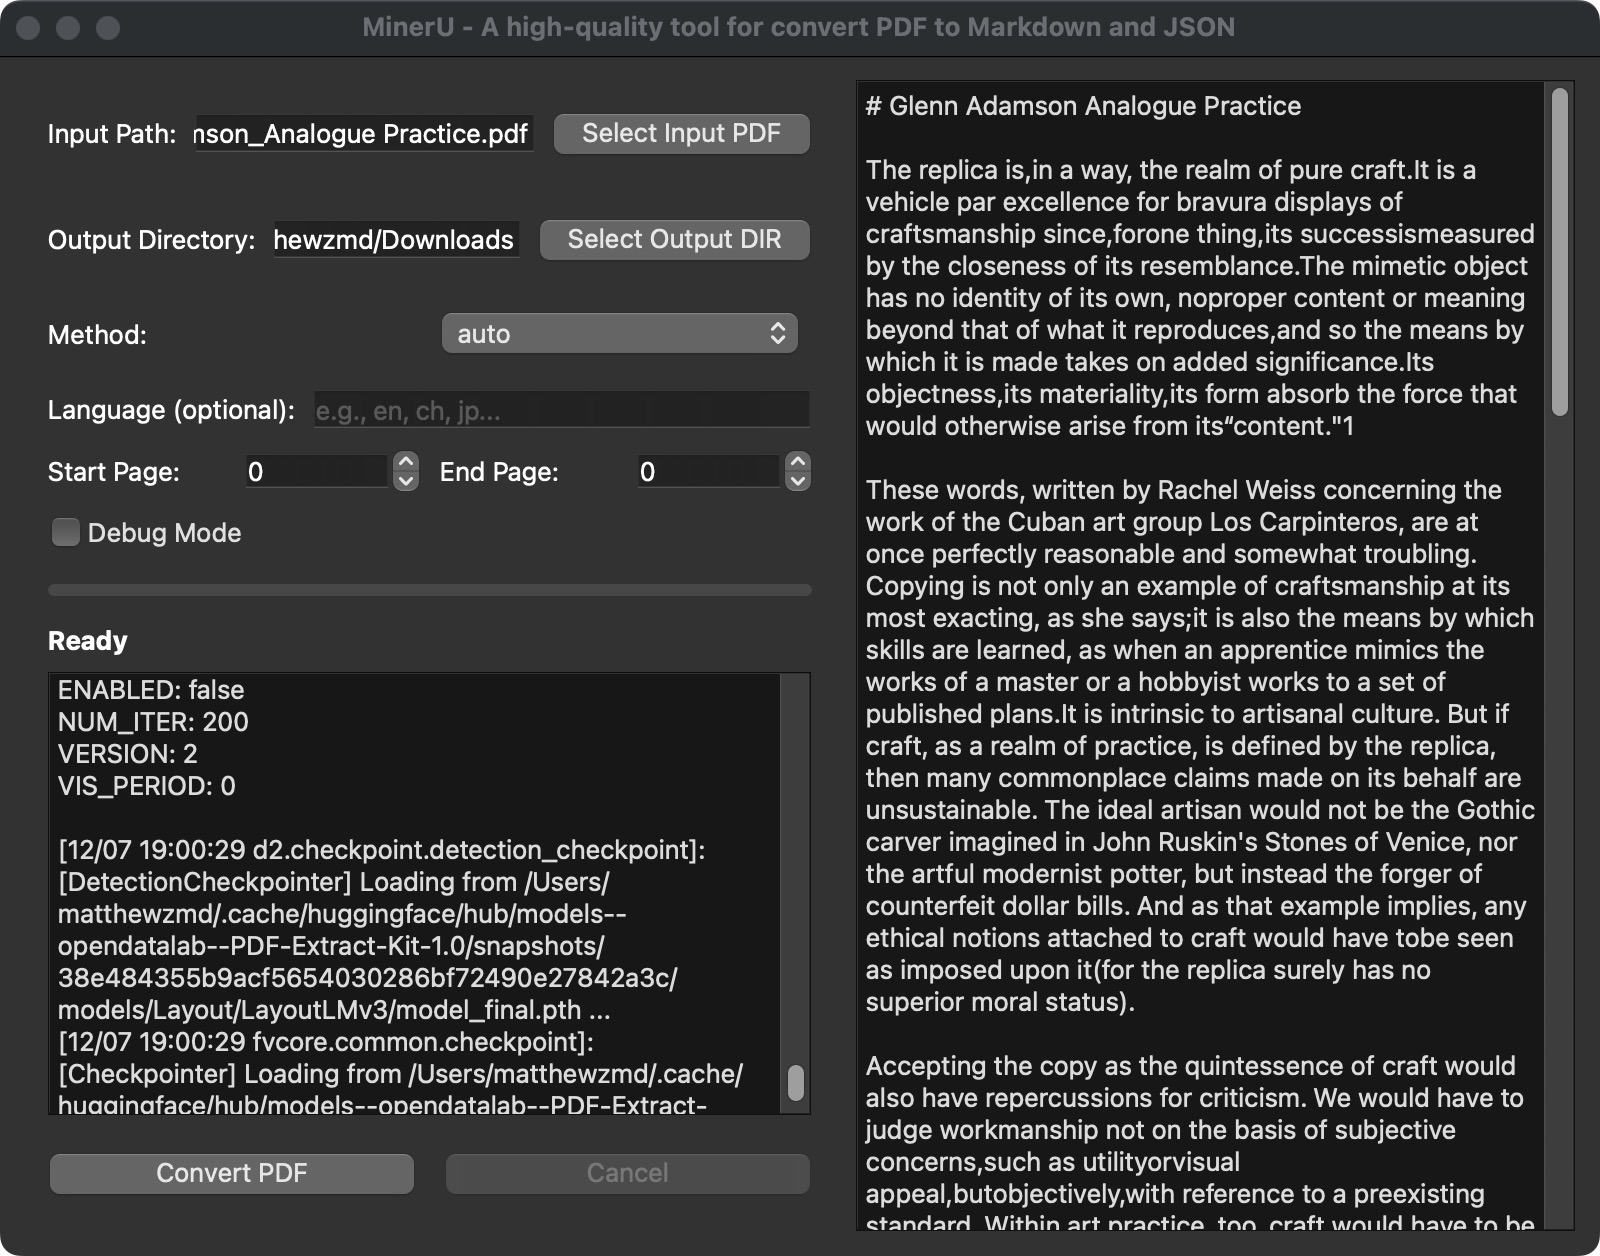 MinerU - A high-quality tool for convert PDF to Markdown and JSON
Input Path: nson_Analogue Practice.pdf Select Input PDF
Output Directory: hewzmd/Downloads Select Output DIR
Method: auto
Language (optional): e.g., en, ch, jp...
Start Page: 0 End Page: 0
Debug Mode
Ready
ENABLED: false
NUM_ITER: 200
VERSION: 2
VIS_PERIOD: 0
[12/07 19:00:29 d2.checkpoint.detection_checkpoint]:
[DetectionCheckpointer] Loading from /Users/
matthewzmd/.cache/huggingface/hub/models--
opendatalab--PDF-Extract-Kit-1.0/snapshots/
38e484355b9acf5654030286bf72490e27842a3c/
models/Layout/LayoutLMv3/model_final.pth ...
[12/07 19:00:29 fvcore.common.checkpoint]:
[Checkpointer] Loading from /Users/matthewzmd/.cache/
huggingface/hub/models--opendatalab--PDF-Extract-
Convert PDF Cancel
# Glenn Adamson Analogue Practice
The replica is,in a way, the realm of pure craft.It is a
vehicle par excellence for bravura displays of
craftsmanship since,forone thing,its successismeasured
by the closeness of its resemblance.The mimetic object
has no identity of its own, noproper content or meaning
beyond that of what it reproduces,and so the means by
which it is made takes on added significance.Its
objectness,its materiality,its form absorb the force that
would otherwise arise from its“content."1
These words, written by Rachel Weiss concerning the
work of the Cuban art group Los Carpinteros, are at
once perfectly reasonable and somewhat troubling.
Copying is not only an example of craftsmanship at its
most exacting, as she says;it is also the means by which
skills are learned, as when an apprentice mimics the
works of a master or a hobbyist works to a set of
published plans.It is intrinsic to artisanal culture. But if
craft, as a realm of practice, is defined by the replica,
then many commonplace claims made on its behalf are
unsustainable. The ideal artisan would not be the Gothic
carver imagined in John Ruskin's Stones of Venice, nor
the artful modernist potter, but instead the forger of
counterfeit dollar bills. And as that example implies, any
ethical notions attached to craft would have tobe seen
as imposed upon it(for the replica surely has no
superior moral status).
Accepting the copy as the quintessence of craft would
also have repercussions for criticism. We would have to
judge workmanship not on the basis of subjective
concerns,such as utilityorvisual
appeal,butobjectively,with reference to a preexisting
standard. Within art practice, too, craft would have to be